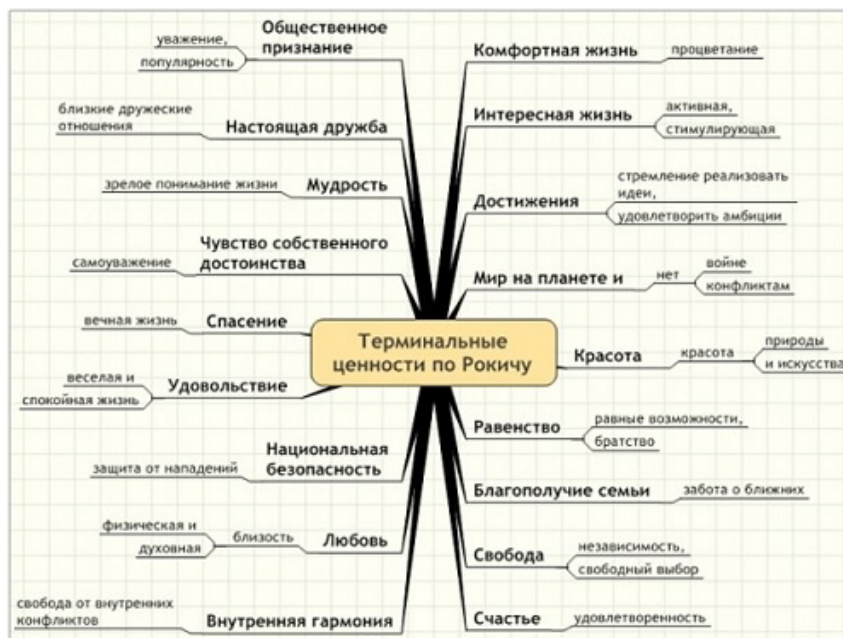 Терминальные
ценности по Рокичу
Комфортная жизнь
процветание
Интересная жизнь
активная,
стимулирующая
Достижения
стремление реализовать
идеи,
удовлетворить амбиции
Мир на планете и
нет
войне
конфликтам
Красота
красота
природы
и искусства
Равенство
равные возможности,
братство
Благополучие семьи
забота о ближних
Свобода
независимость,
свободный выбор
Счастье
удовлетворенность
Общественное
признание
уважение,
популярность
Настоящая дружба
близкие дружеские
отношения
Мудрость
зрелое понимание жизни
Чувство собственного
достоинства
самоуважение
Спасение
вечная жизнь
Удовольствие
веселая и
спокойная жизнь
Национальная
безопасность
защита от нападений
Любовь
близость
физическая и
духовная
Внутренняя гармония
свобода от внутренних
конфликтов